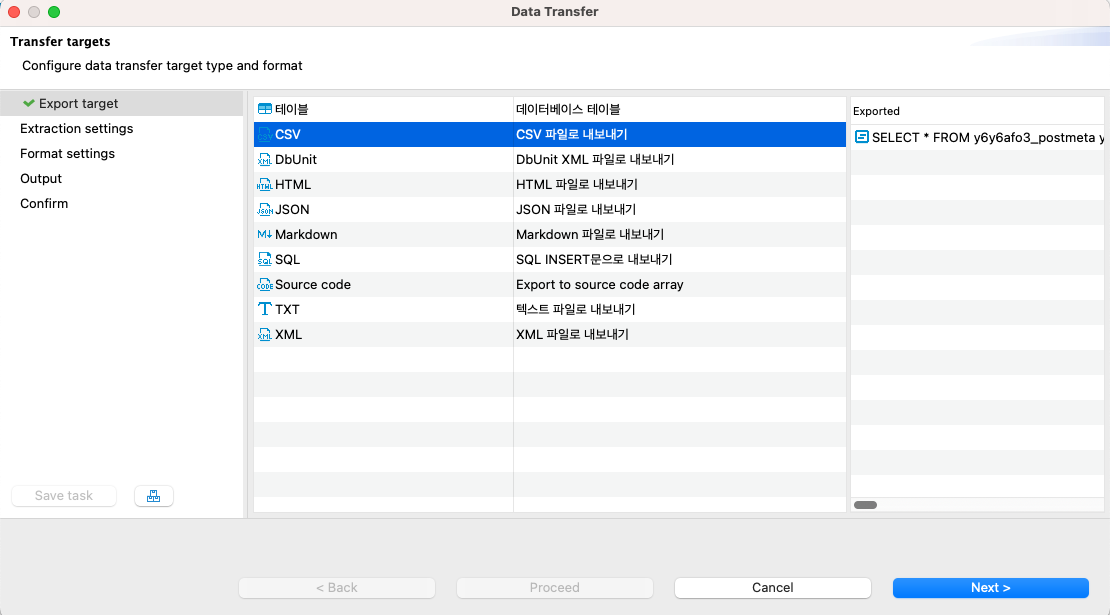 Data Transfer
Transfer targets
Configure data transfer target type and format
Export target
Extraction settings
Format settings
Output
Confirm
테이블 데이터베이스 테이블
CSV CSV 파일로 내보내기
DbUnit DbUnit XML 파일로 내보내기
HTML HTML 파일로 내보내기
JSON JSON 파일로 내보내기
Markdown Markdown 파일로 내보내기
SQL SQL INSERT문으로 내보내기
Source code Export to source code array
TXT 텍스트 파일로 내보내기
XML XML 파일로 내보내기
Exported
SELECT * FROM y6y6afo3_postmeta y
Save task
< Back Proceed Cancel Next >